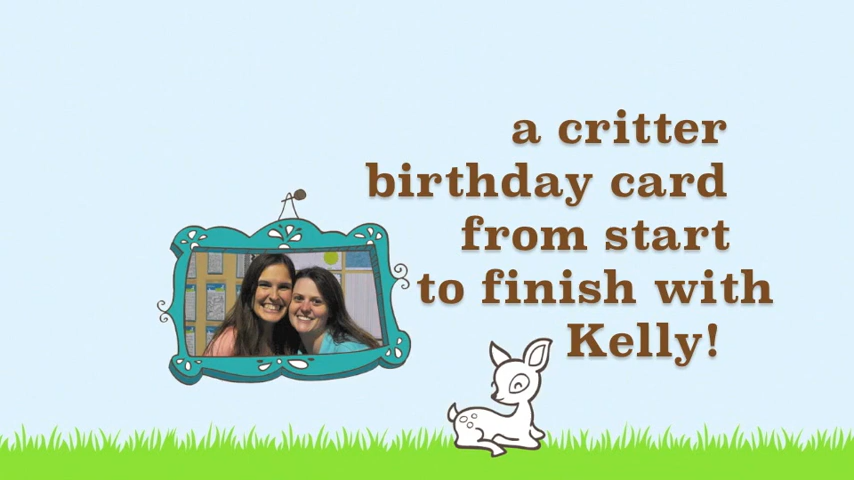 a critter
birthday card
from start
to finish with
Kelly!